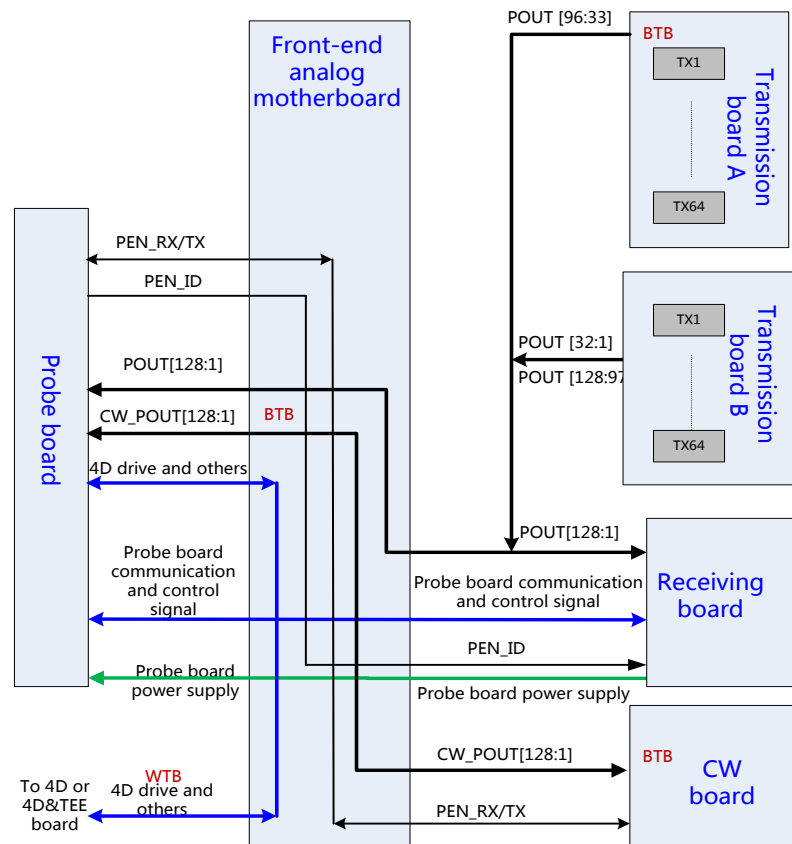 POUT [96:33]
BTB
TX1
TX64
Transmission
board A
Front-end
analog
motherboard
PEN_RX/TX
PEN_ID
POUT[128:1]
CW_POUT[128:1]
BTB
4D drive and others
Probe board
POUT [32:1]
POUT [128:97
TX1
TX64
Transmission
board B
Probe board
communication
and control
signal
POUT[128:1]
Probe board communication
and control signal
Receiving
board
PEN_ID
Probe board
power supply
Probe board power supply
CW_POUT[128:1]
BTB
CW
board
PEN_RX/TX
WTB
4D drive and
others
To 4D or
4D&TEE
board